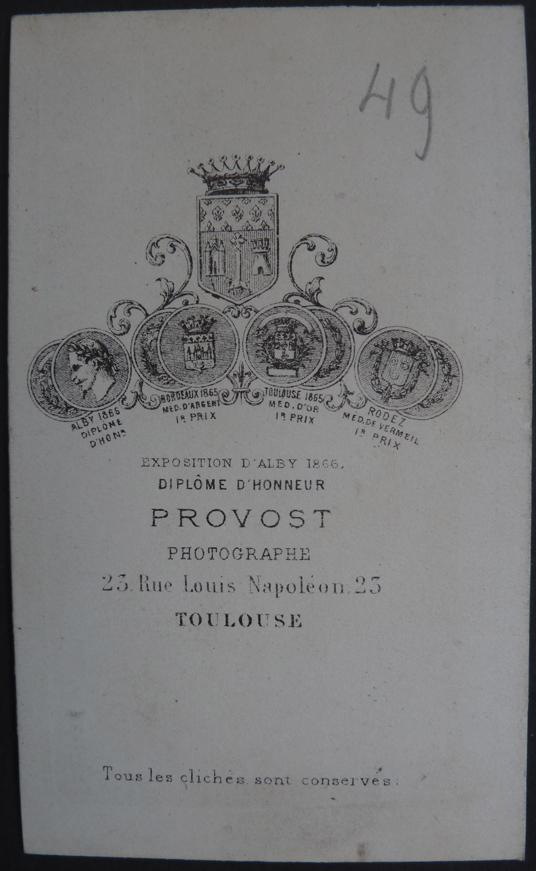 49
ALBY 1866
DIPLÔME
D'HONR
BORDEAUX 1865
MED. D'ARGENT
1R PRIX
TOULOUSE 1865
MED. D'OR
1R PRIX
RODEZ
MED. DE VERMEIL
1R PRIX
EXPOSITION D'ALBY 1866.
DIPLÔME D'HONNEUR
PROVOST
PHOTOGRAPHE
23. Rue Louis Napoléon. 23
TOULOUSE
Tous les clichés sont conservés.